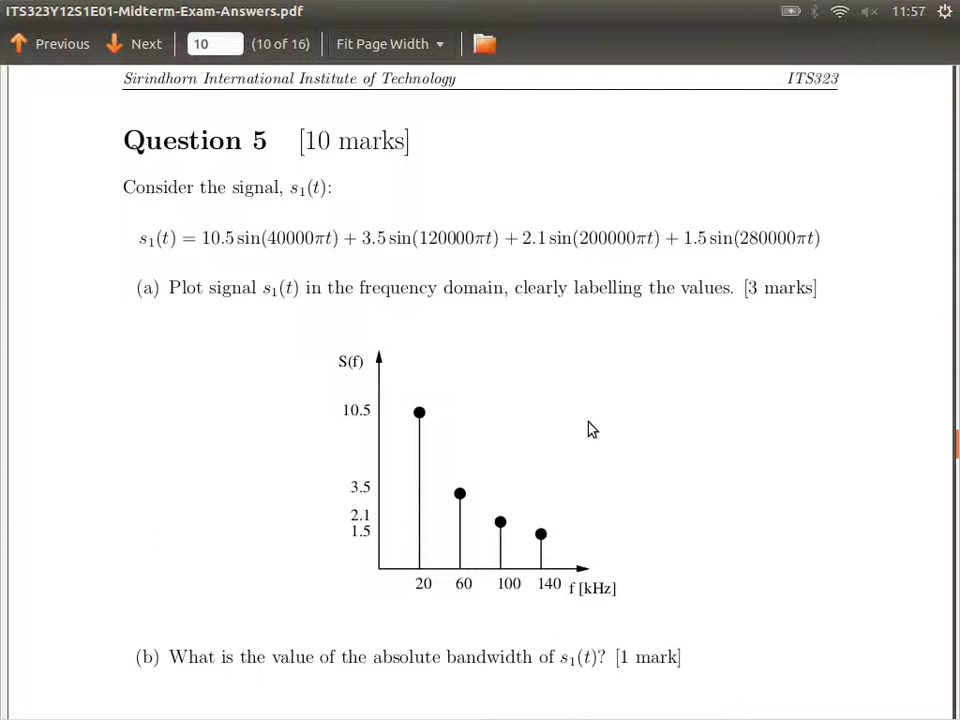 ITS323Y12S1E01-Midterm-Exam-Answers.pdf 11:57
Previous Next 10 (10 of 16) Fit Page Width
Sirindhorn International Institute of Technology ITS323
Question 5 [10 marks]
Consider the signal, s₁(t):
s₁(t) = 10.5 sin(40000πt) + 3.5 sin(120000πt) + 2.1 sin(200000πt) + 1.5 sin(280000πt)
(a) Plot signal s₁(t) in the frequency domain, clearly labelling the values. [3 marks]
S(f)
10.5
3.5
2.1
1.5
20 60 100 140 f [kHz]
(b) What is the value of the absolute bandwidth of s₁(t)? [1 mark]